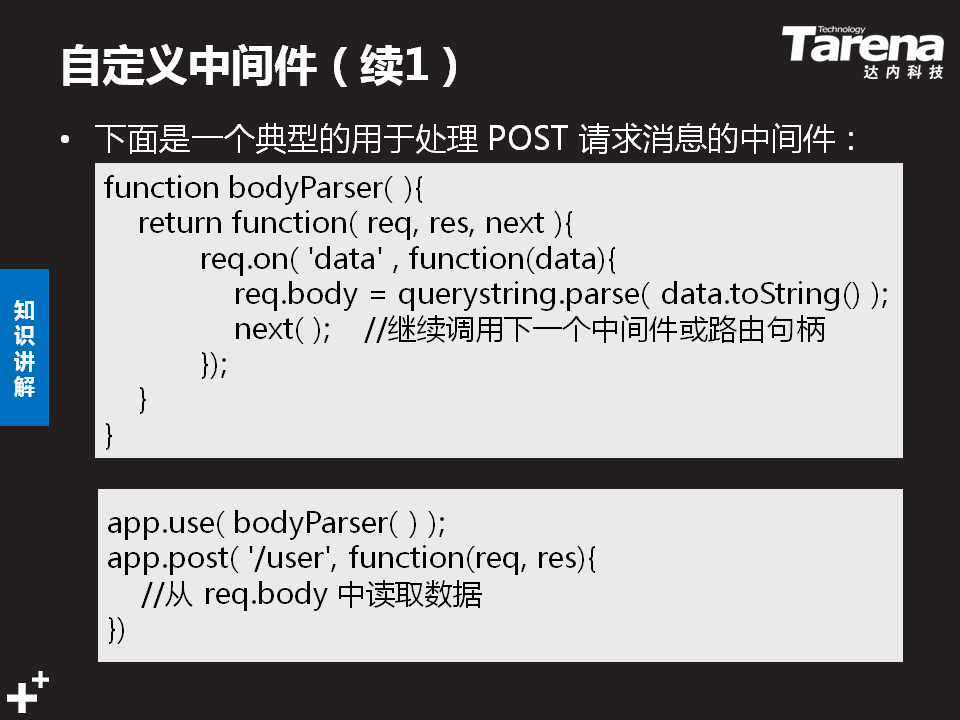 自定义中间件（续1）
Technology
Tarena
达内科技
• 下面是一个典型的用于处理 POST 请求消息的中间件：
function bodyParser( ){
return function( req, res, next ){
req.on( 'data' , function(data){
req.body = querystring.parse( data.toString() );
next( ); //继续调用下一个中间件或路由句柄
});
}
}
知识讲解
app.use( bodyParser( ) );
app.post( '/user', function(req, res){
//从 req.body 中读取数据
})